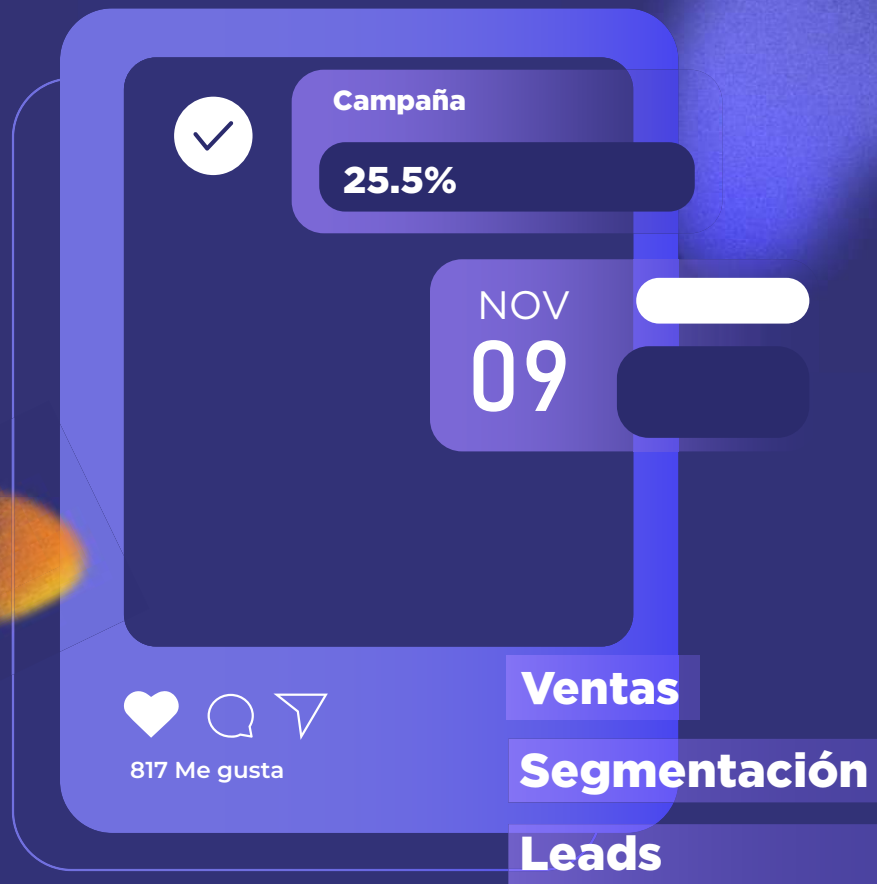 Campaña
25.5%
NOV
09
817 Me gusta
Ventas
Segmentación
Leads